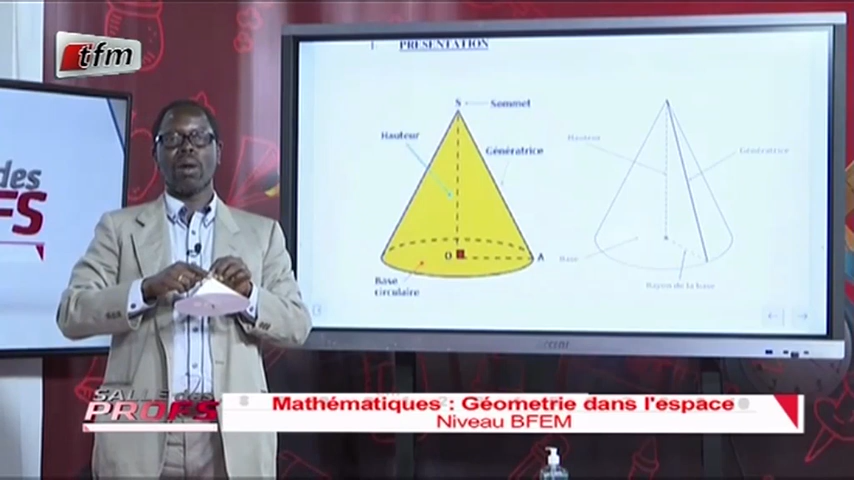 tfm
des
FS
I. PRESENTATION
S
Sommet
Hauteur
Génératrice
O
A
Base
circulaire
Hauteur
Génératrice
Base
Rayon de la base
SALLE des
PROFS
Mathématiques : Géometrie dans l'espace
Niveau BFEM